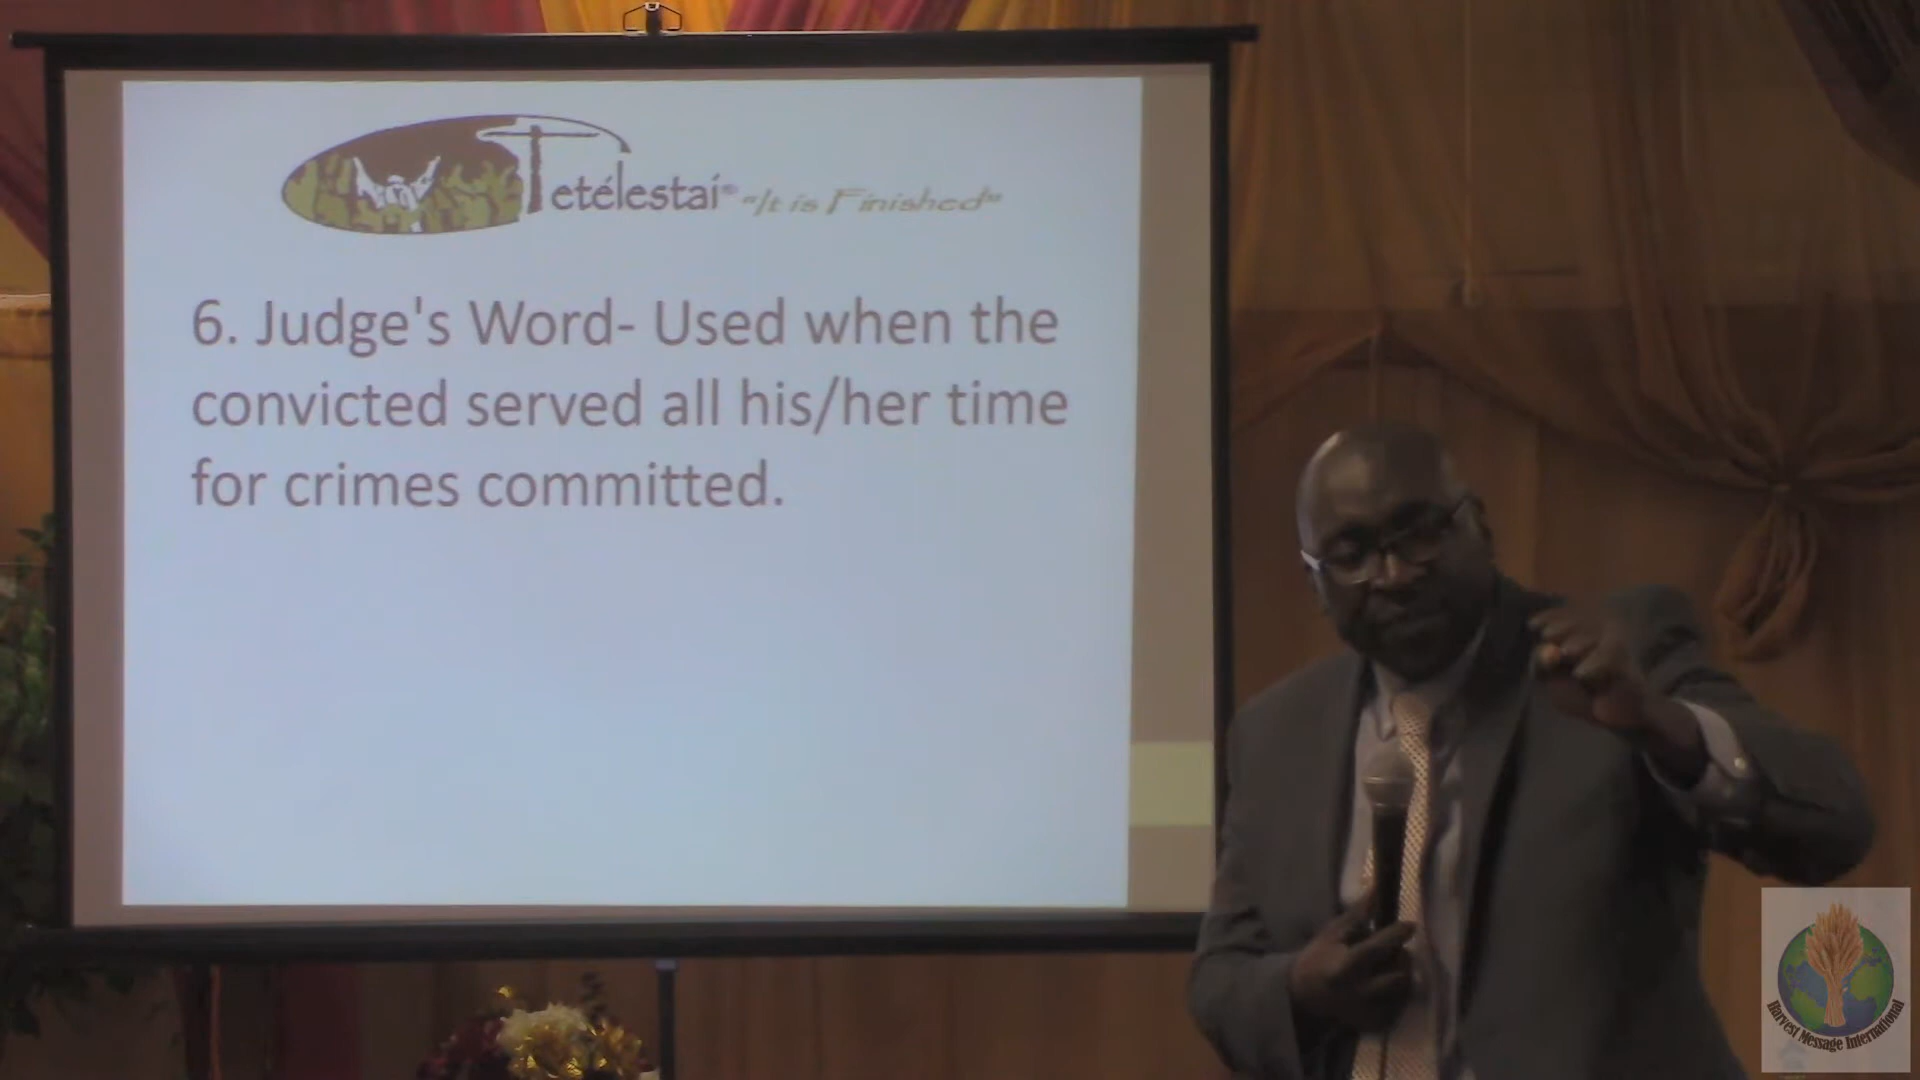 Tetélestai® "It is Finished"
6. Judge's Word- Used when the
convicted served all his/her time
for crimes committed.
Harvest Message International